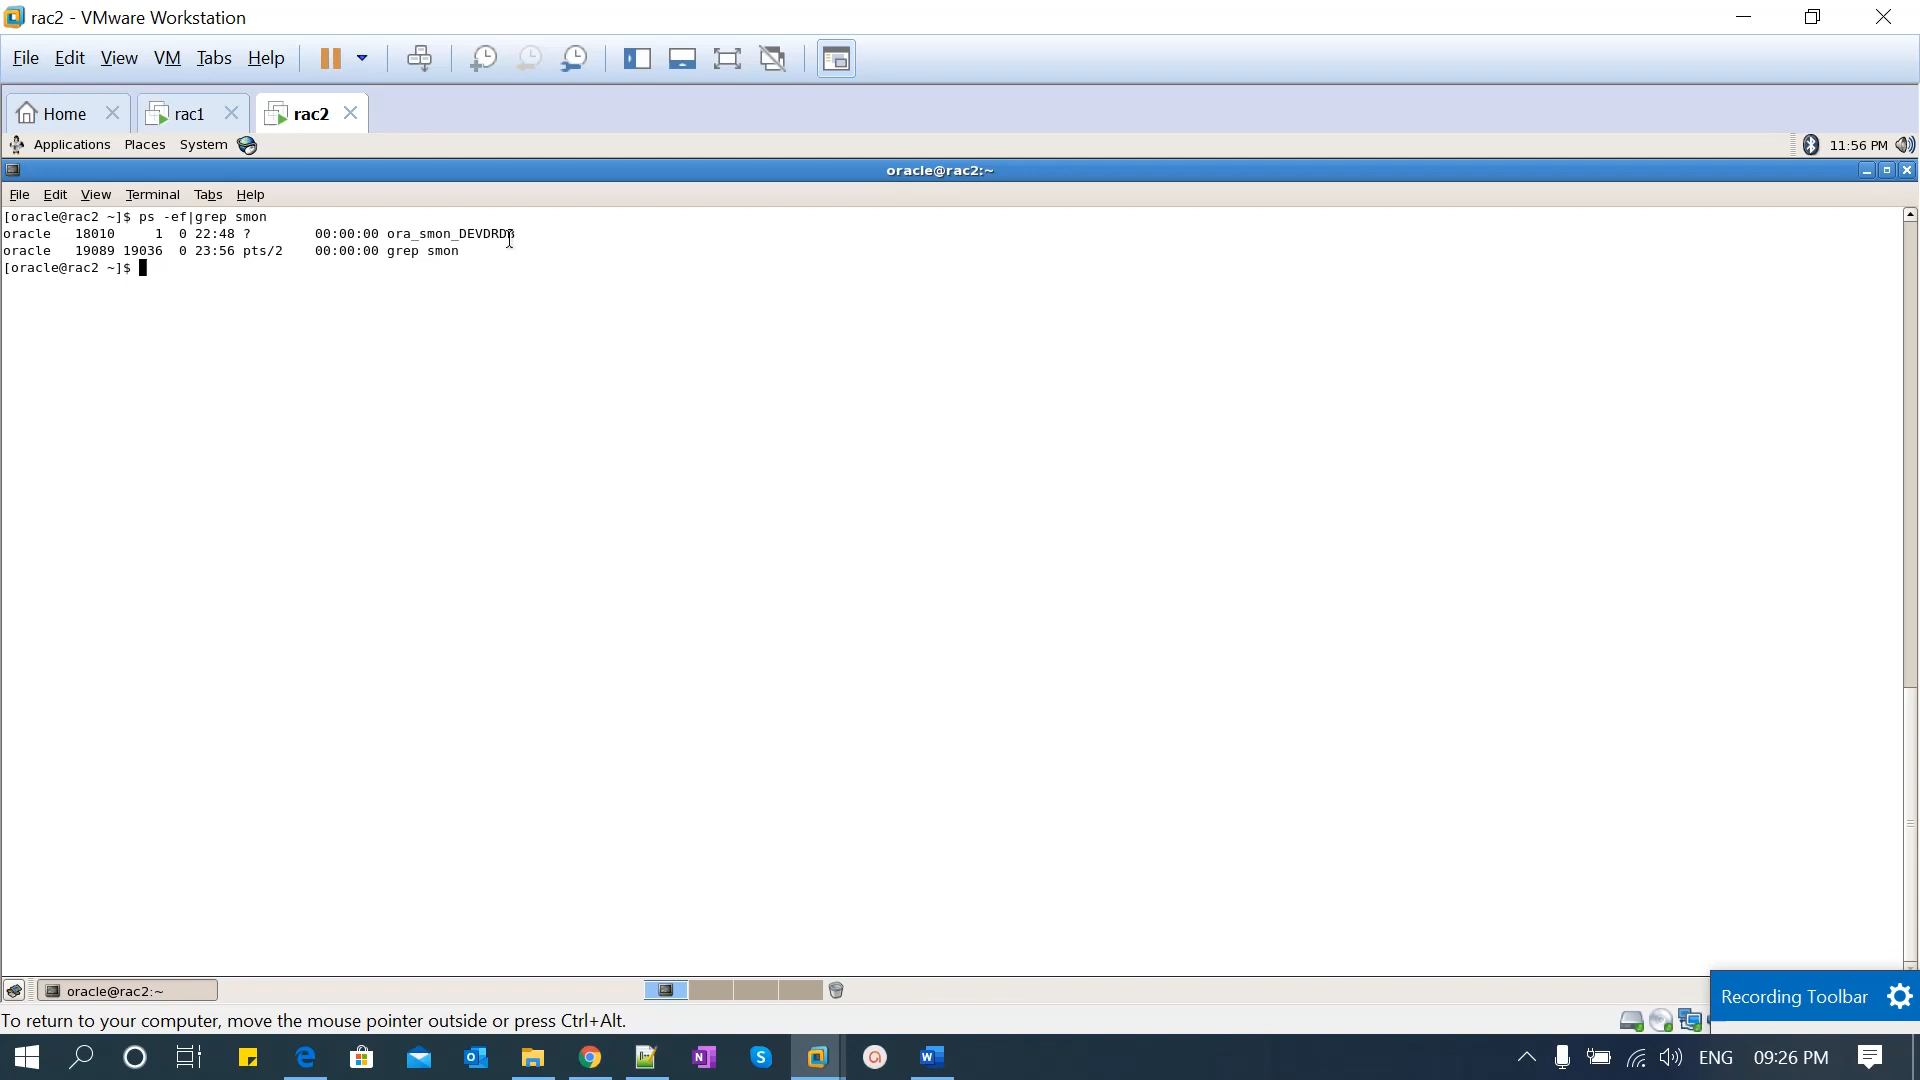 rac2 - VMware Workstation
File Edit View VM Tabs Help
Home rac1 rac2
Applications Places System 11:56 PM
oracle@rac2:~
File Edit View Terminal Tabs Help
[oracle@rac2 ~]$ ps -ef|grep smon
oracle 18010 1 0 22:48 ? 00:00:00 ora_smon_DEVDRDB
oracle 19089 19036 0 23:56 pts/2 00:00:00 grep smon
[oracle@rac2 ~]$
oracle@rac2:~
Recording Toolbar
To return to your computer, move the mouse pointer outside or press Ctrl+Alt.
ENG 09:26 PM